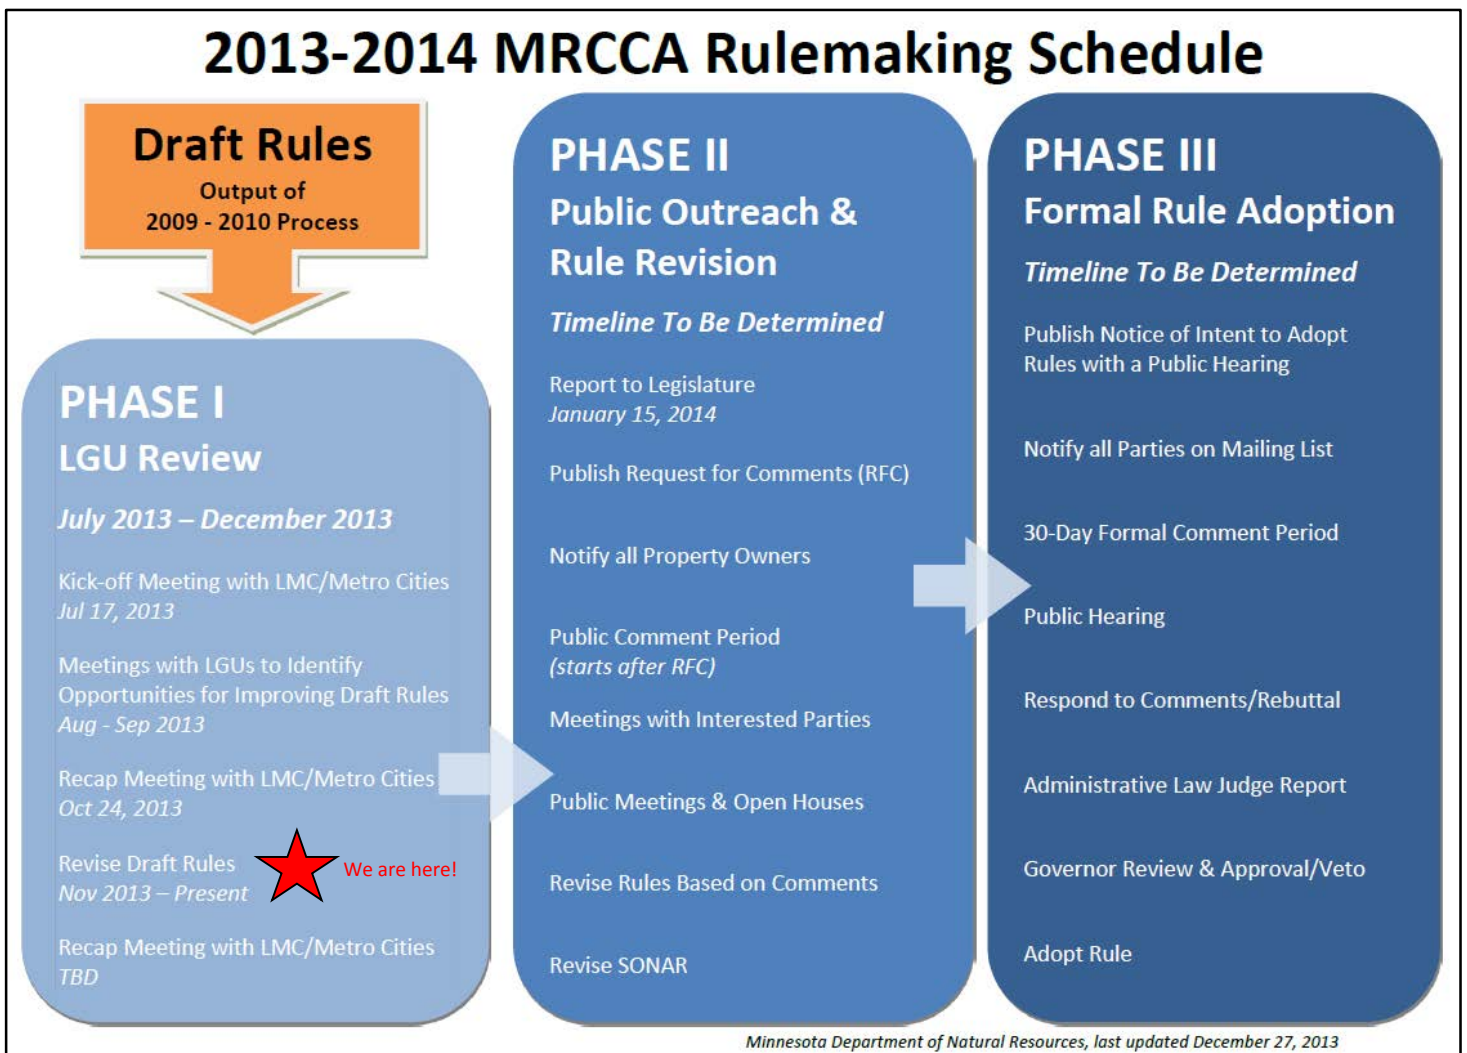 2013-2014 MRCCA Rulemaking Schedule
Draft Rules
Output of
2009 - 2010 Process
PHASE I
LGU Review
July 2013 – December 2013
Kick-off Meeting with LMC/Metro Cities
Jul 17, 2013
Meetings with LGUs to Identify
Opportunities for Improving Draft Rules
Aug - Sep 2013
Recap Meeting with LMC/Metro Cities
Oct 24, 2013
Revise Draft Rules
Nov 2013 – Present
We are here!
Recap Meeting with LMC/Metro Cities
TBD
PHASE II
Public Outreach &
Rule Revision
Timeline To Be Determined
Report to Legislature
January 15, 2014
Publish Request for Comments (RFC)
Notify all Property Owners
Public Comment Period
(starts after RFC)
Meetings with Interested Parties
Public Meetings & Open Houses
Revise Rules Based on Comments
Revise SONAR
PHASE III
Formal Rule Adoption
Timeline To Be Determined
Publish Notice of Intent to Adopt
Rules with a Public Hearing
Notify all Parties on Mailing List
30-Day Formal Comment Period
Public Hearing
Respond to Comments/Rebuttal
Administrative Law Judge Report
Governor Review & Approval/Veto
Adopt Rule
Minnesota Department of Natural Resources, last updated December 27, 2013